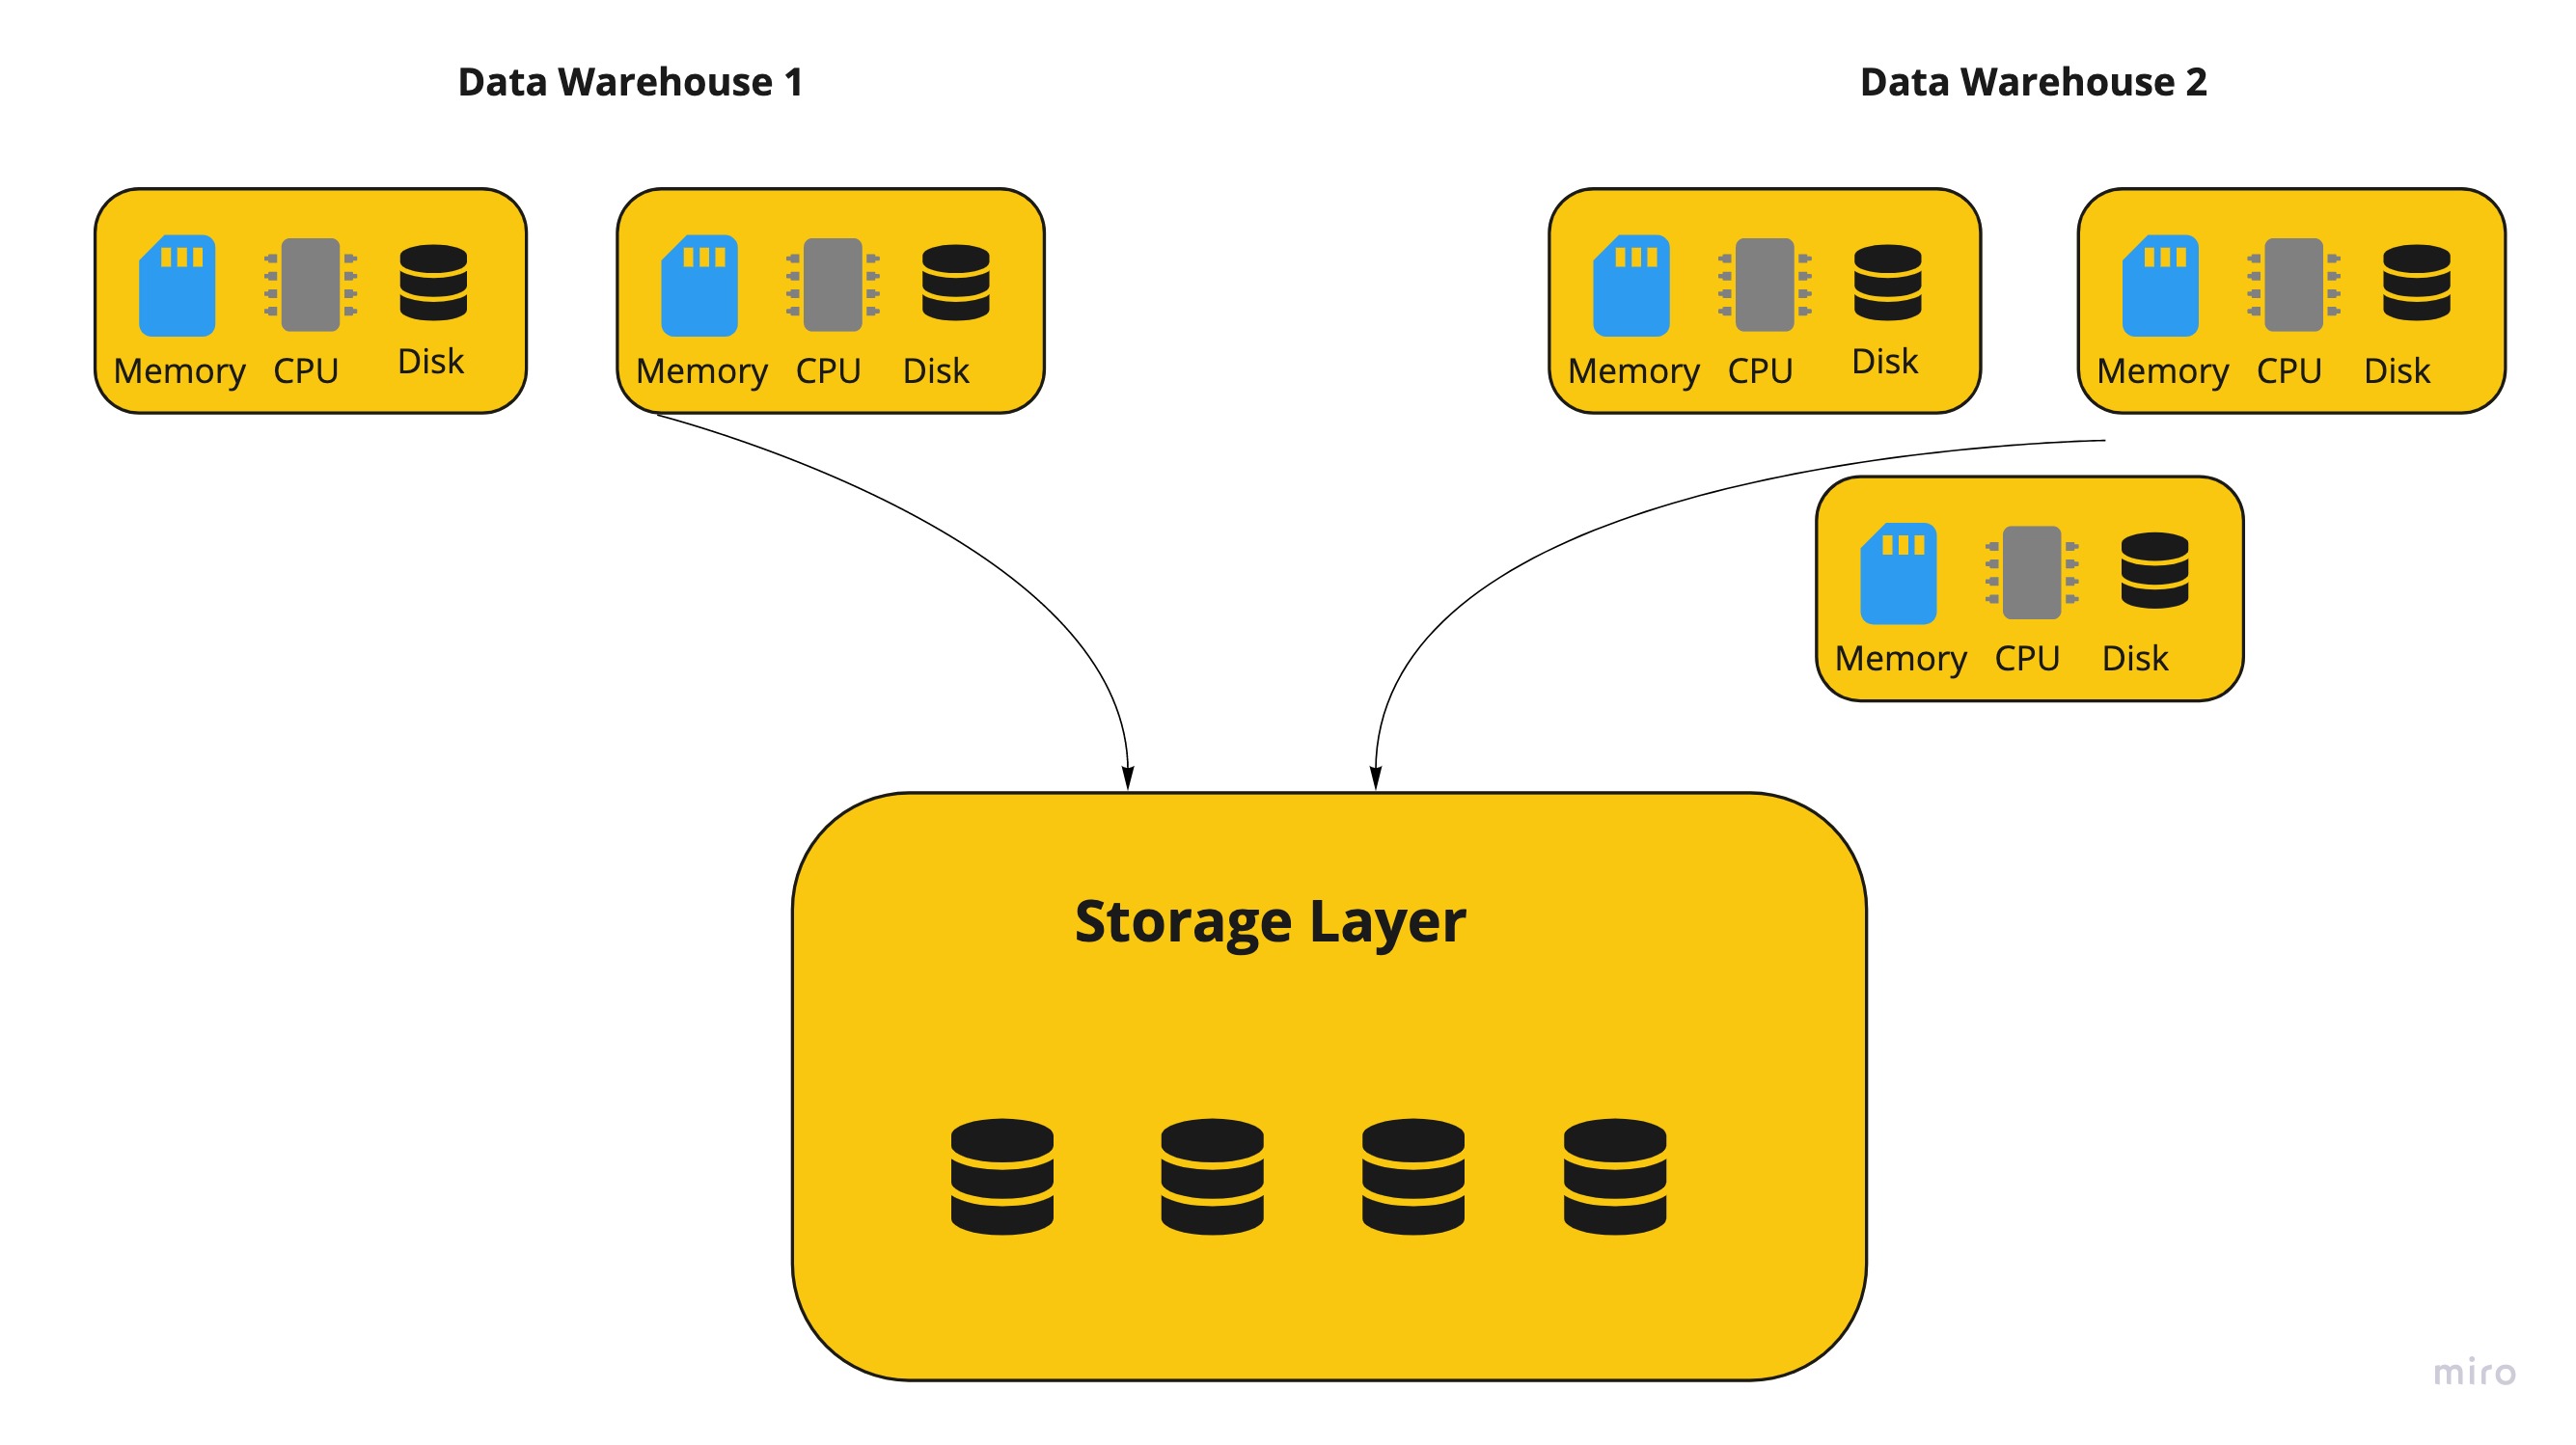 Data Warehouse 1
Data Warehouse 2
Memory CPU Disk
Memory CPU Disk
Memory CPU Disk
Memory CPU Disk
Memory CPU Disk
Storage Layer
miro